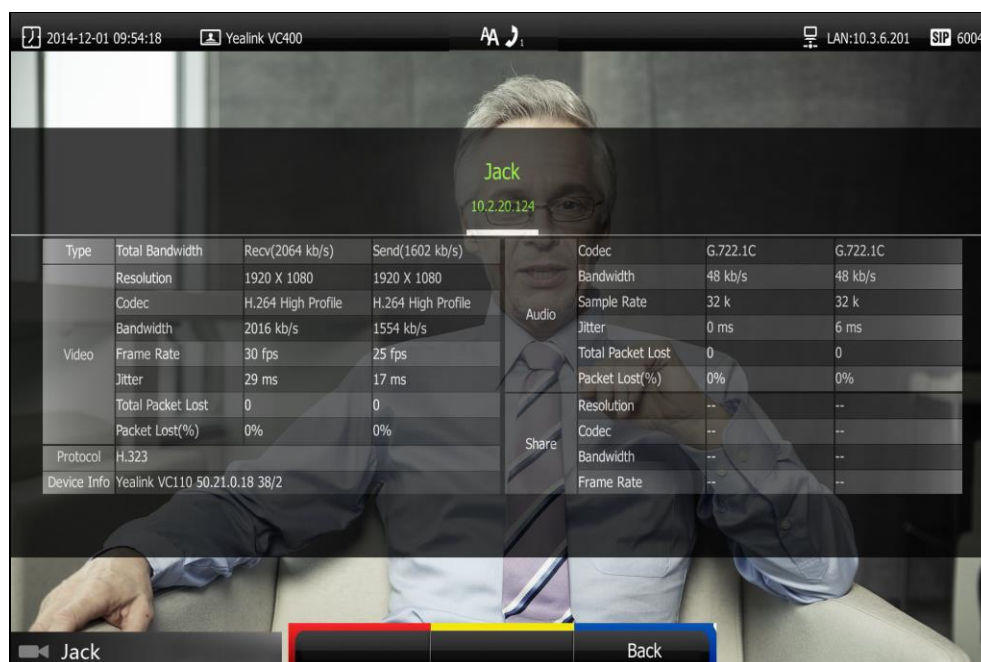 2014-12-01 09:54:18 Yealink VC400 AA 1 LAN:10.3.6.201 SIP 6004
Jack
10.2.20.124
Type Total Bandwidth Recv(2064 kb/s) Send(1602 kb/s)
Video
Resolution 1920 X 1080 1920 X 1080
Codec H.264 High Profile H.264 High Profile
Bandwidth 2016 kb/s 1554 kb/s
Frame Rate 30 fps 25 fps
Jitter 29 ms 17 ms
Total Packet Lost 0 0
Packet Lost(%) 0% 0%
Protocol H.323
Device Info Yealink VC110 50.21.0.18 38/2
Audio
Codec G.722.1C G.722.1C
Bandwidth 48 kb/s 48 kb/s
Sample Rate 32 k 32 k
Jitter 0 ms 6 ms
Total Packet Lost 0 0
Packet Lost(%) 0% 0%
Share
Resolution -- --
Codec -- --
Bandwidth -- --
Frame Rate -- --
Jack
Back